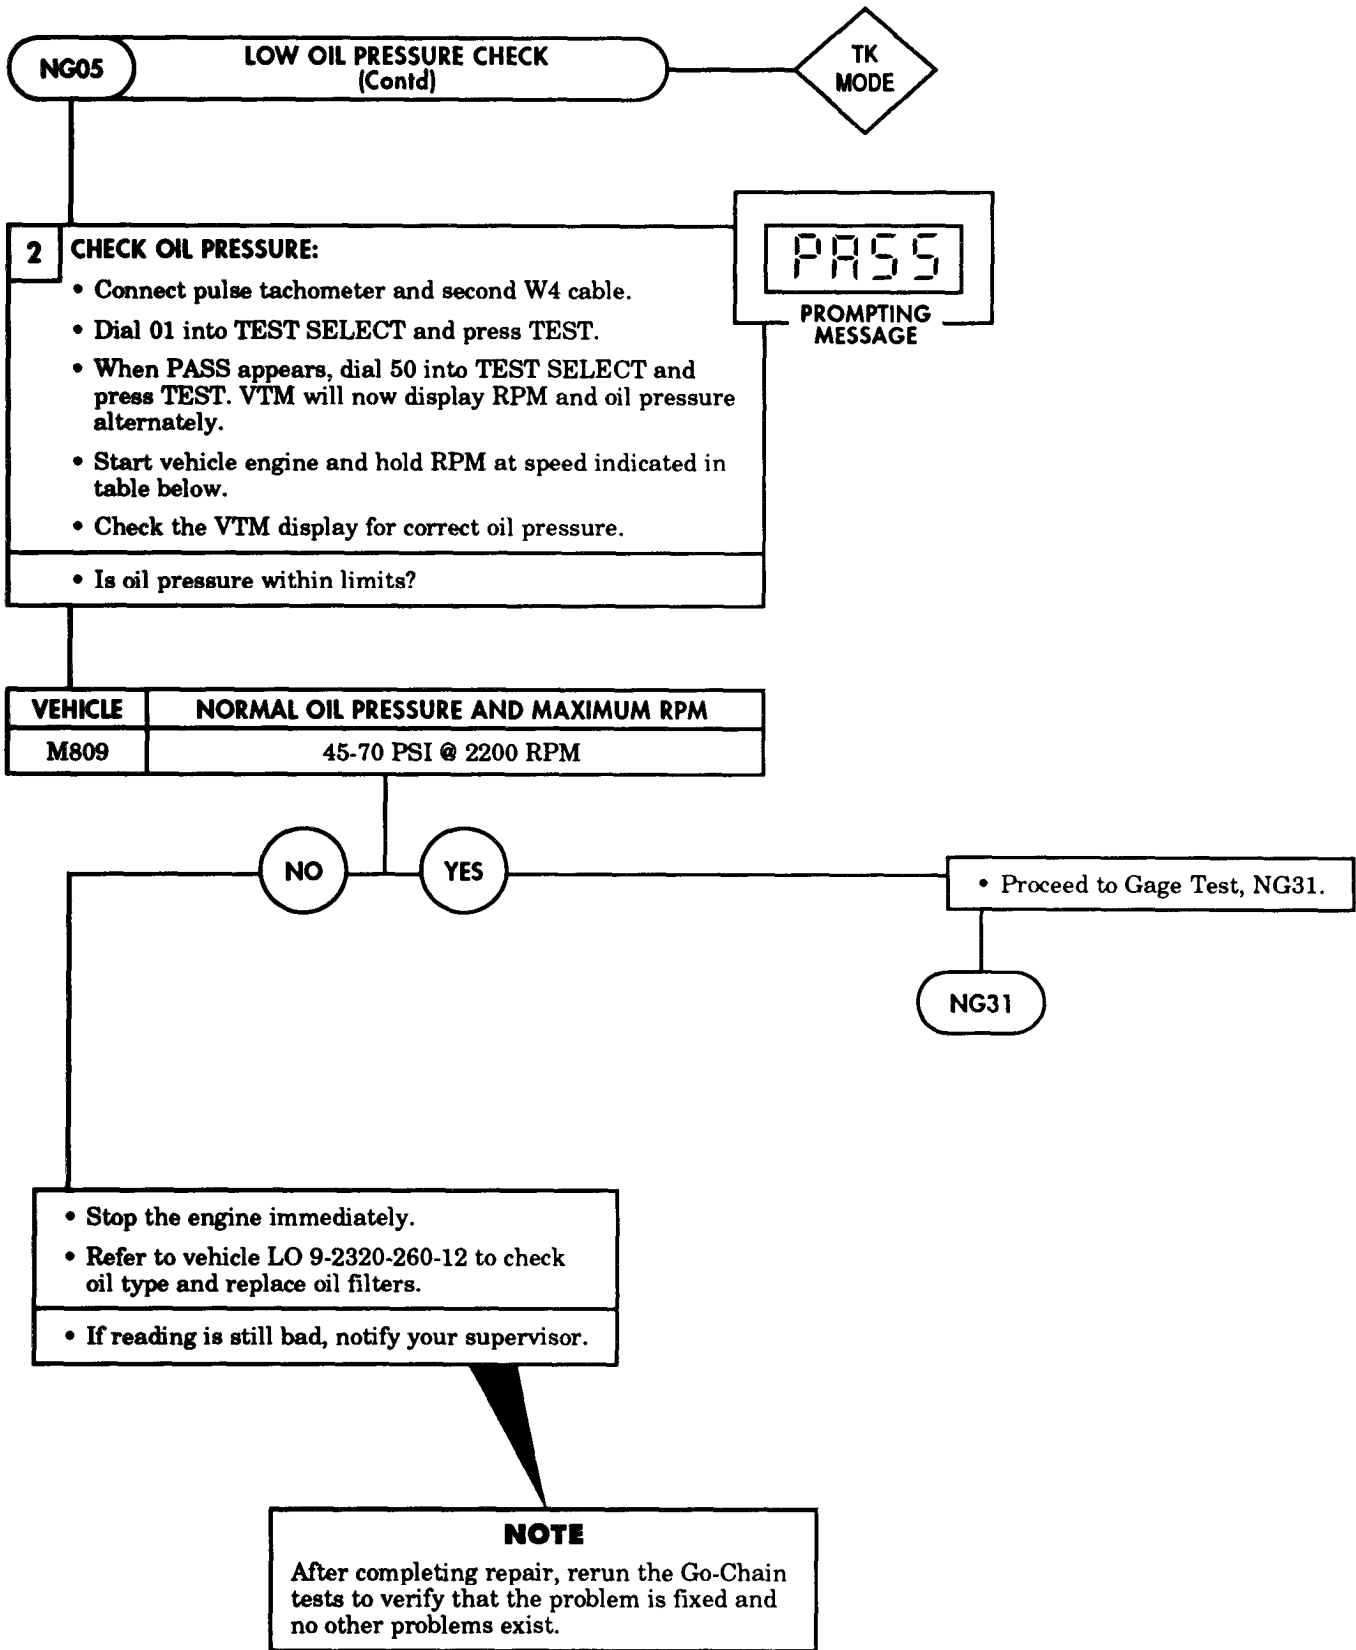 NG05
LOW OIL PRESSURE CHECK
(Contd)
TK
MODE
2
CHECK OIL PRESSURE:
• Connect pulse tachometer and second W4 cable.
• Dial 01 into TEST SELECT and press TEST.
• When PASS appears, dial 50 into TEST SELECT and
press TEST. VTM will now display RPM and oil pressure
alternately.
• Start vehicle engine and hold RPM at speed indicated in
table below.
• Check the VTM display for correct oil pressure.
• Is oil pressure within limits?
PASS
PROMPTING
MESSAGE
VEHICLE NORMAL OIL PRESSURE AND MAXIMUM RPM
M809 45-70 PSI @ 2200 RPM
NO
YES
• Proceed to Gage Test, NG31.
NG31
• Stop the engine immediately.
• Refer to vehicle LO 9-2320-260-12 to check
oil type and replace oil filters.
• If reading is still bad, notify your supervisor.
NOTE
After completing repair, rerun the Go-Chain
tests to verify that the problem is fixed and
no other problems exist.